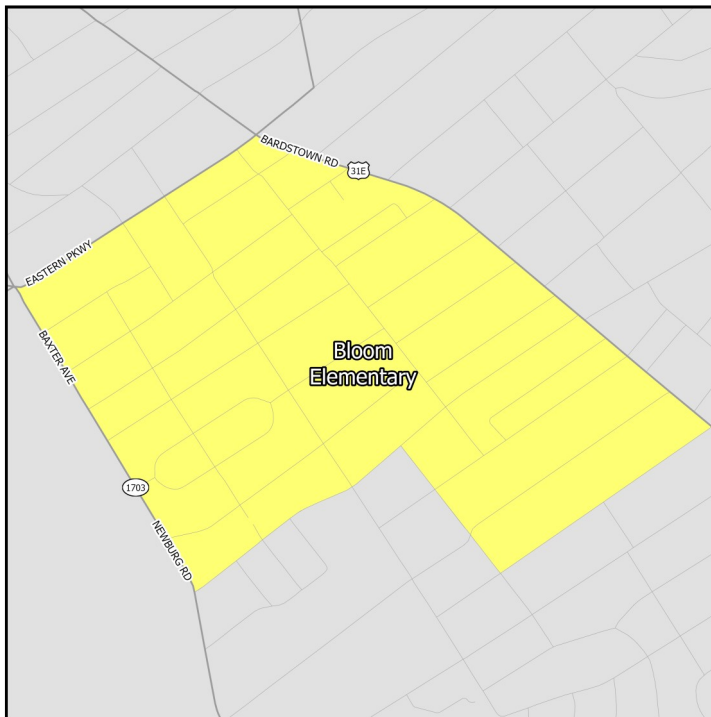 BARDSTOWN RD
31E
EASTERN PKWY
BAXTER AVE
Bloom
Elementary
1703
NEWBURG RD